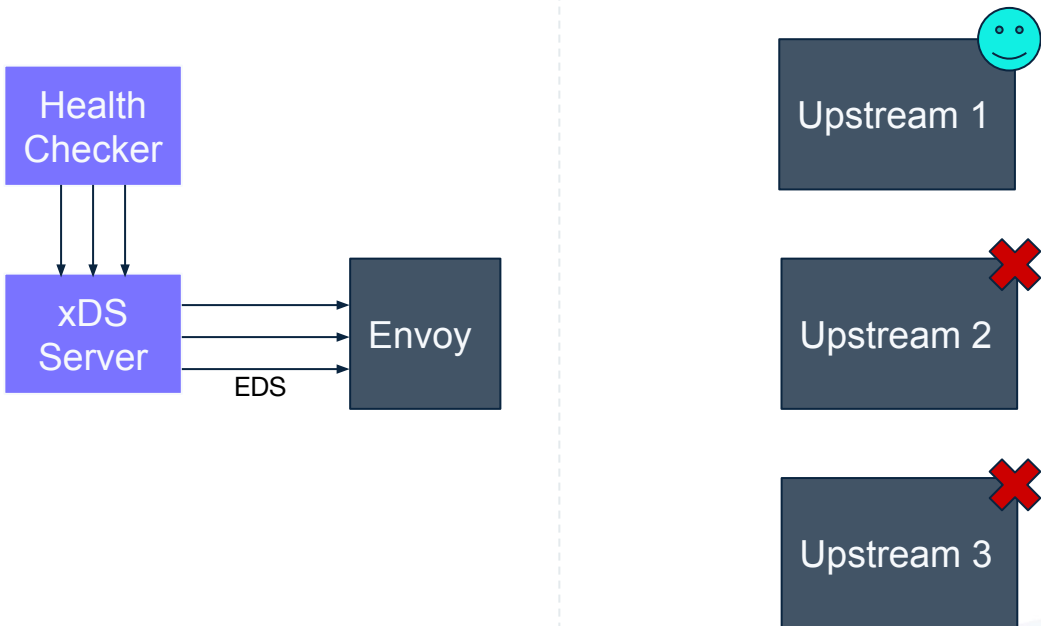 Health
Checker
xDS
Server
EDS
Envoy
Upstream 1
Upstream 2
Upstream 3